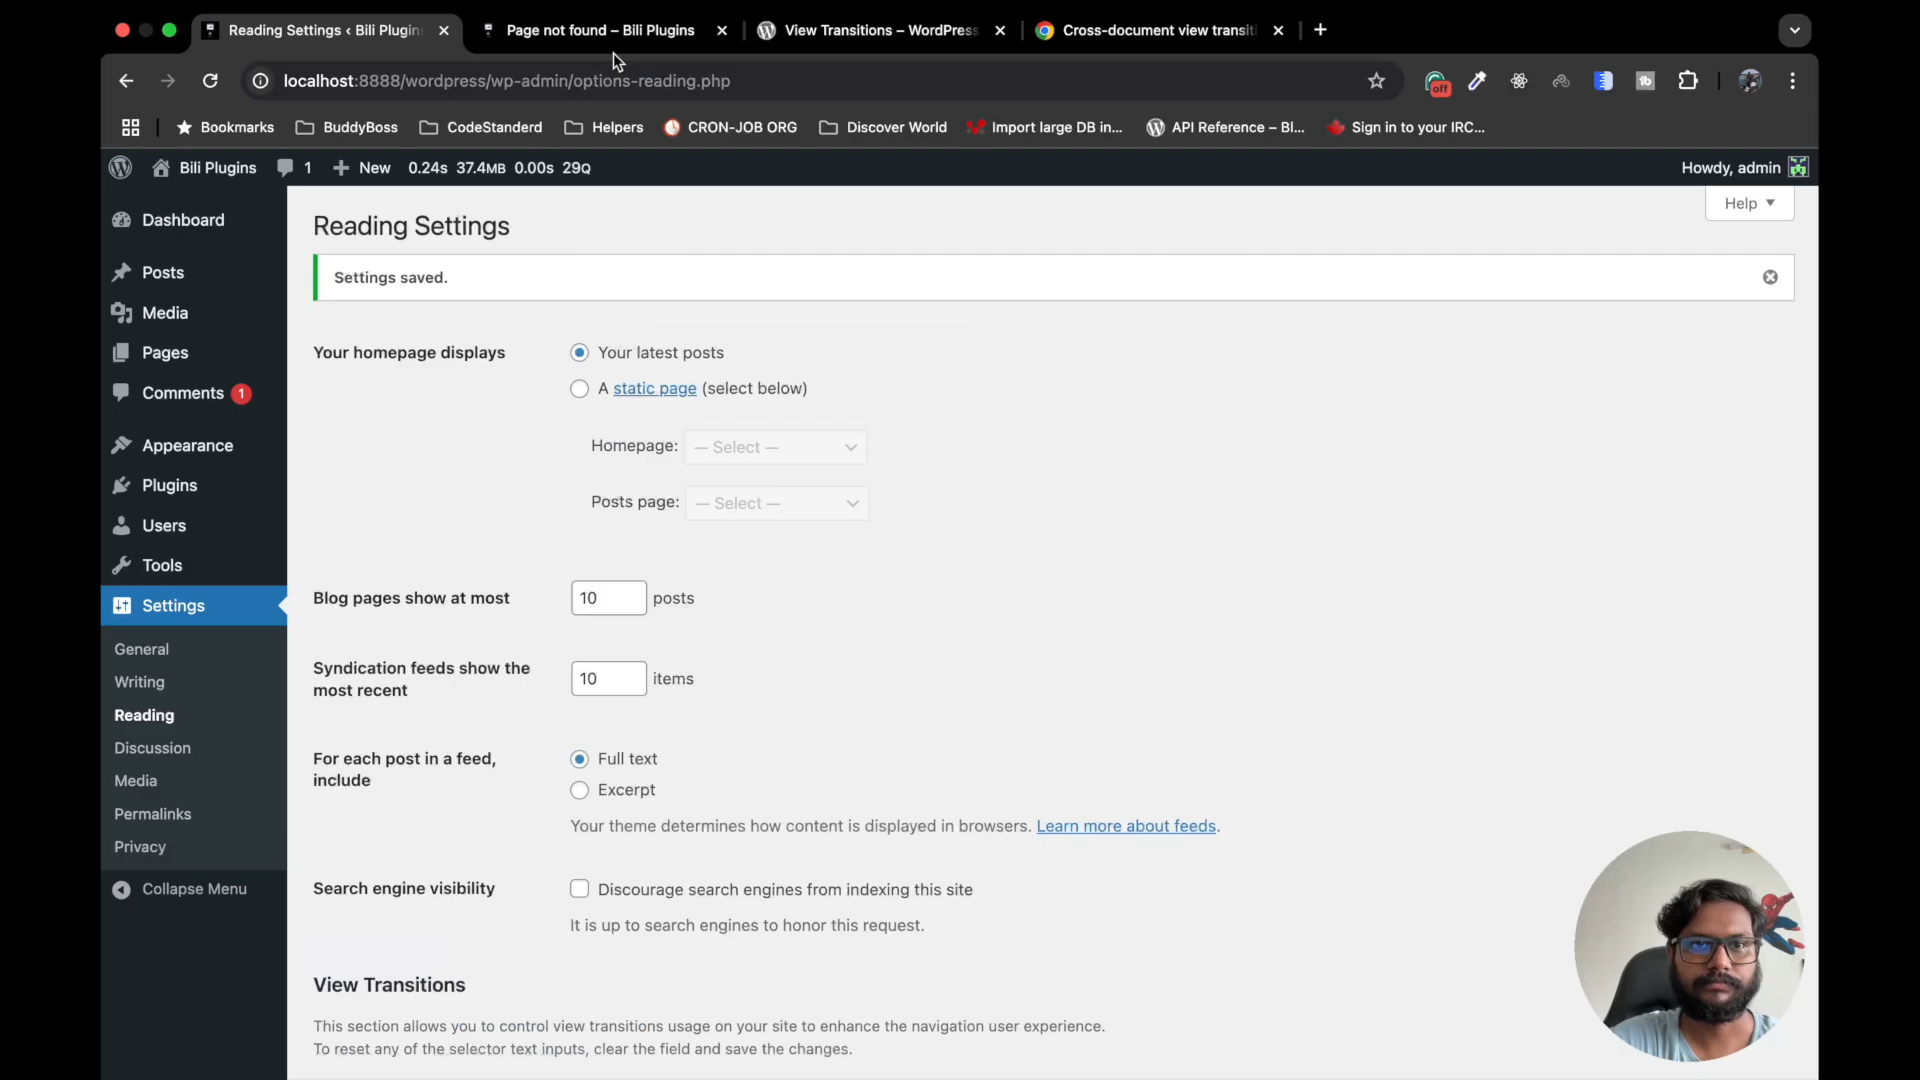 Reading Settings ‹ Bili Plugins
Page not found – Bili Plugins
View Transitions – WordPress
Cross-document view transiti
localhost:8888/wordpress/wp-admin/options-reading.php
off
Bookmarks
BuddyBoss
CodeStanderd
Helpers
CRON-JOB ORG
Discover World
Import large DB in...
API Reference – Bl...
Sign in to your IRC...
Bili Plugins
1
New
0.24s 37.4MB 0.00s 29Q
Howdy, admin
Help
Dashboard
Posts
Media
Pages
Comments 1
Appearance
Plugins
Users
Tools
Settings
General
Writing
Reading
Discussion
Media
Permalinks
Privacy
Collapse Menu
Reading Settings
Settings saved.
Your homepage displays
Your latest posts
A static page (select below)
Homepage: — Select —
Posts page: — Select —
Blog pages show at most
10 posts
Syndication feeds show the
most recent
10 items
For each post in a feed,
include
Full text
Excerpt
Your theme determines how content is displayed in browsers. Learn more about feeds.
Search engine visibility
Discourage search engines from indexing this site
It is up to search engines to honor this request.
View Transitions
This section allows you to control view transitions usage on your site to enhance the navigation user experience.
To reset any of the selector text inputs, clear the field and save the changes.